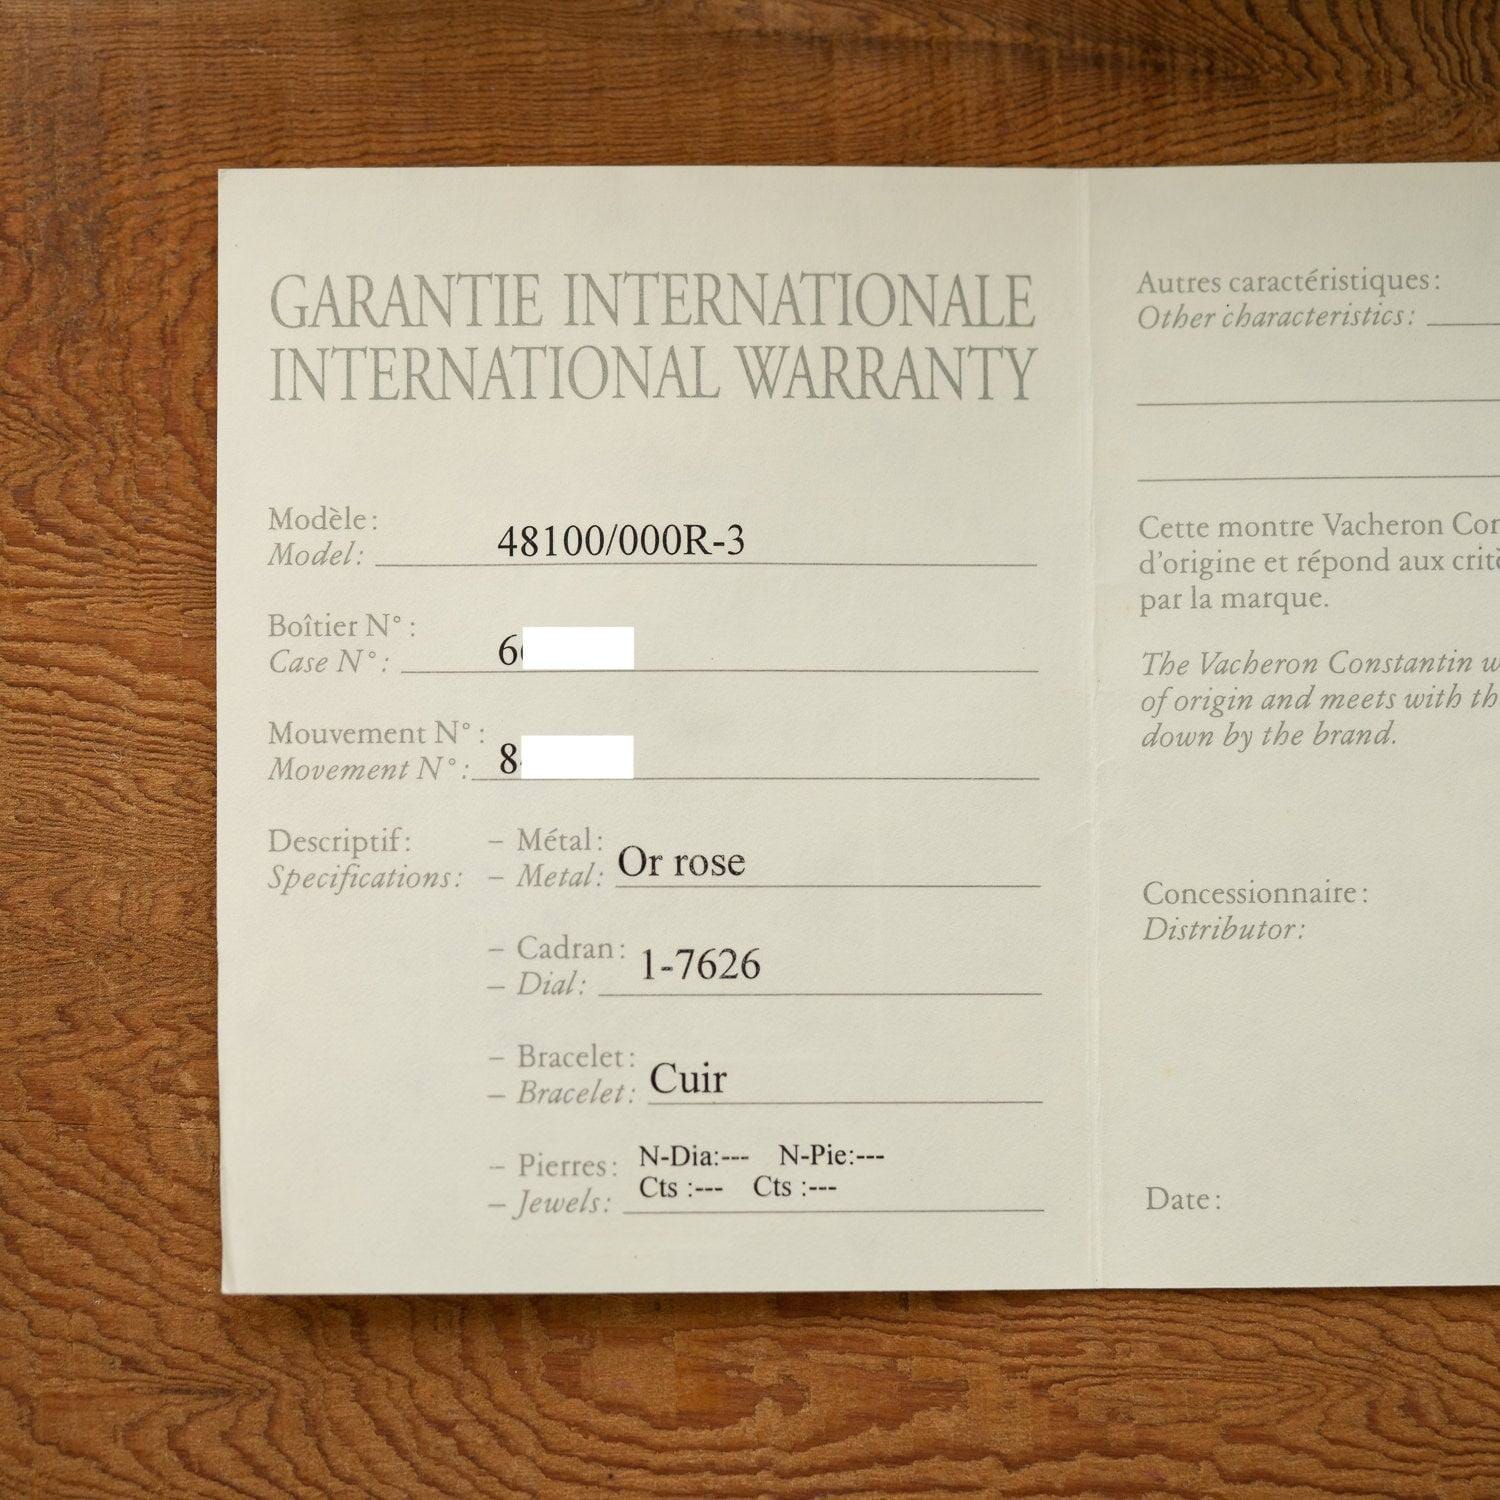 GARANTIE INTERNATIONALE
INTERNATIONAL WARRANTY
Modèle:
Model: 48100/000R-3
Boîtier N°:
Case N°: 6
Mouvement N°:
Movement N°: 8
Descriptif: – Métal:
Specifications: – Metal: Or rose
– Cadran:
– Dial: 1-7626
– Bracelet:
– Bracelet: Cuir
– Pierres: N-Dia:--- N-Pie:---
– Jewels: Cts :--- Cts :---
Autres caractéristiques:
Other characteristics:
Cette montre Vacheron
d'origine et répond aux
par la marque.
The Vacheron Constantin
of origin and meets with
down by the brand.
Concessionnaire:
Distributor:
Date: